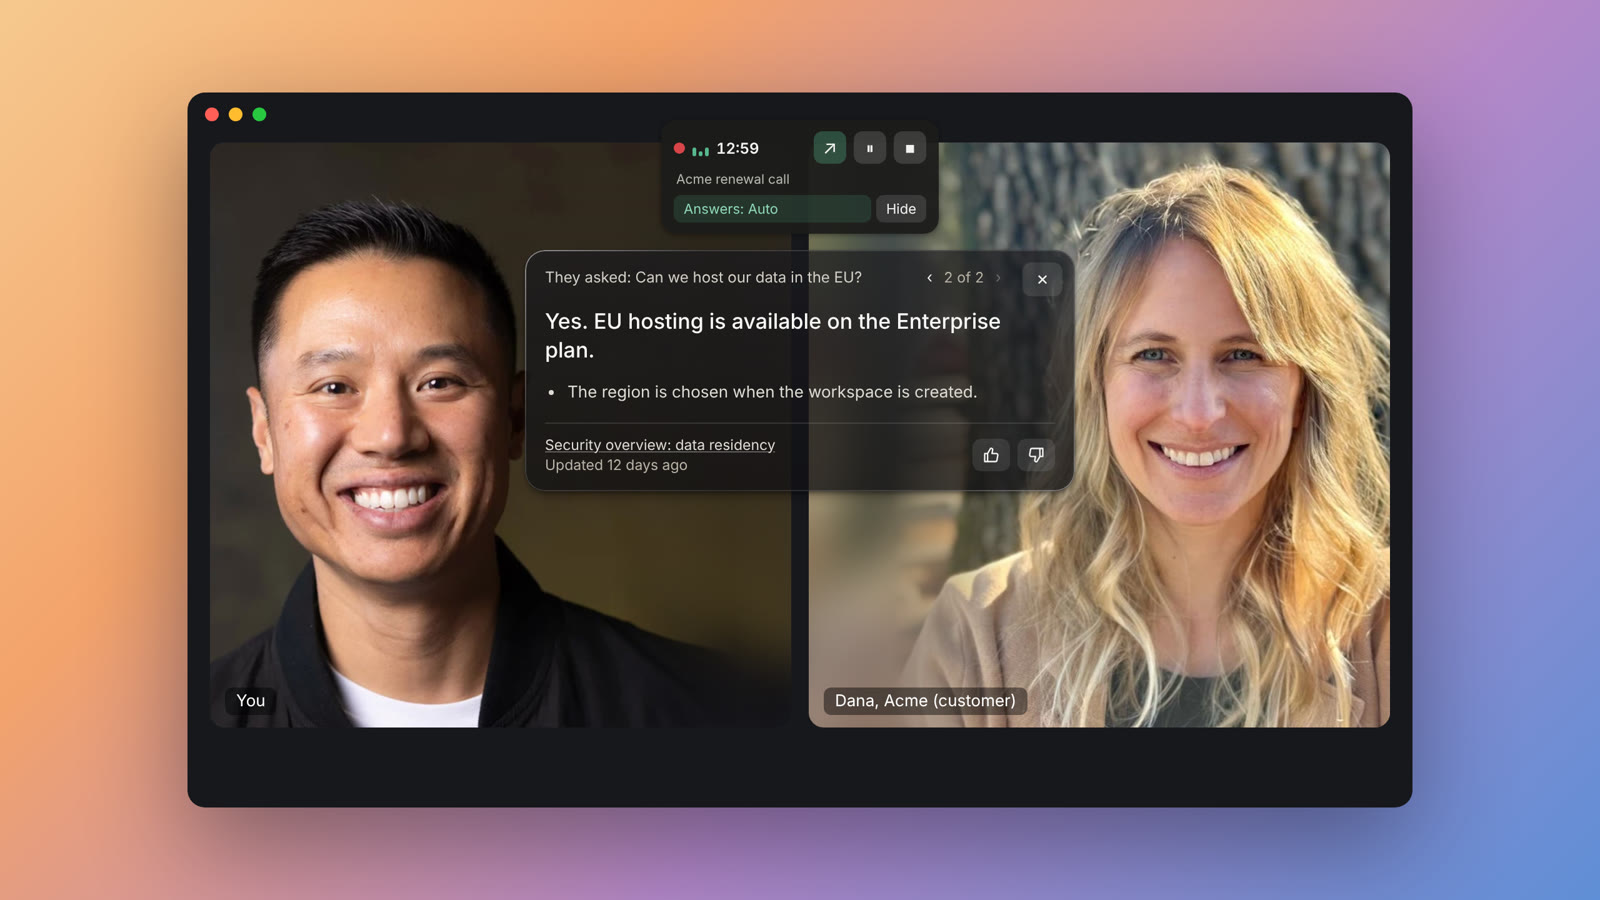 12:59
Acme renewal call
Answers: Auto
Hide
They asked: Can we host our data in the EU?
2 of 2
Yes. EU hosting is available on the Enterprise
plan.
• The region is chosen when the workspace is created.
Security overview: data residency
Updated 12 days ago
You
Dana, Acme (customer)